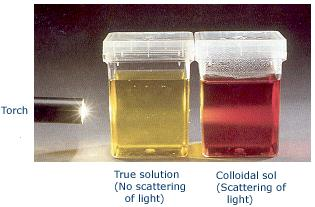 Torch
True solution
(No scattering
of light)
Colloidal sol
(Scattering of
light)